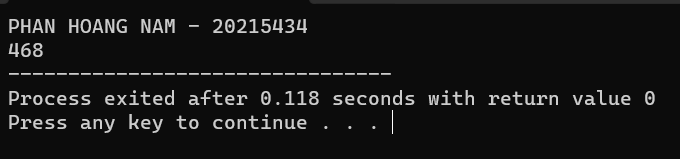 PHAN HOANG NAM - 20215434
468
--------------------------------
Process exited after 0.118 seconds with return value 0
Press any key to continue . . .